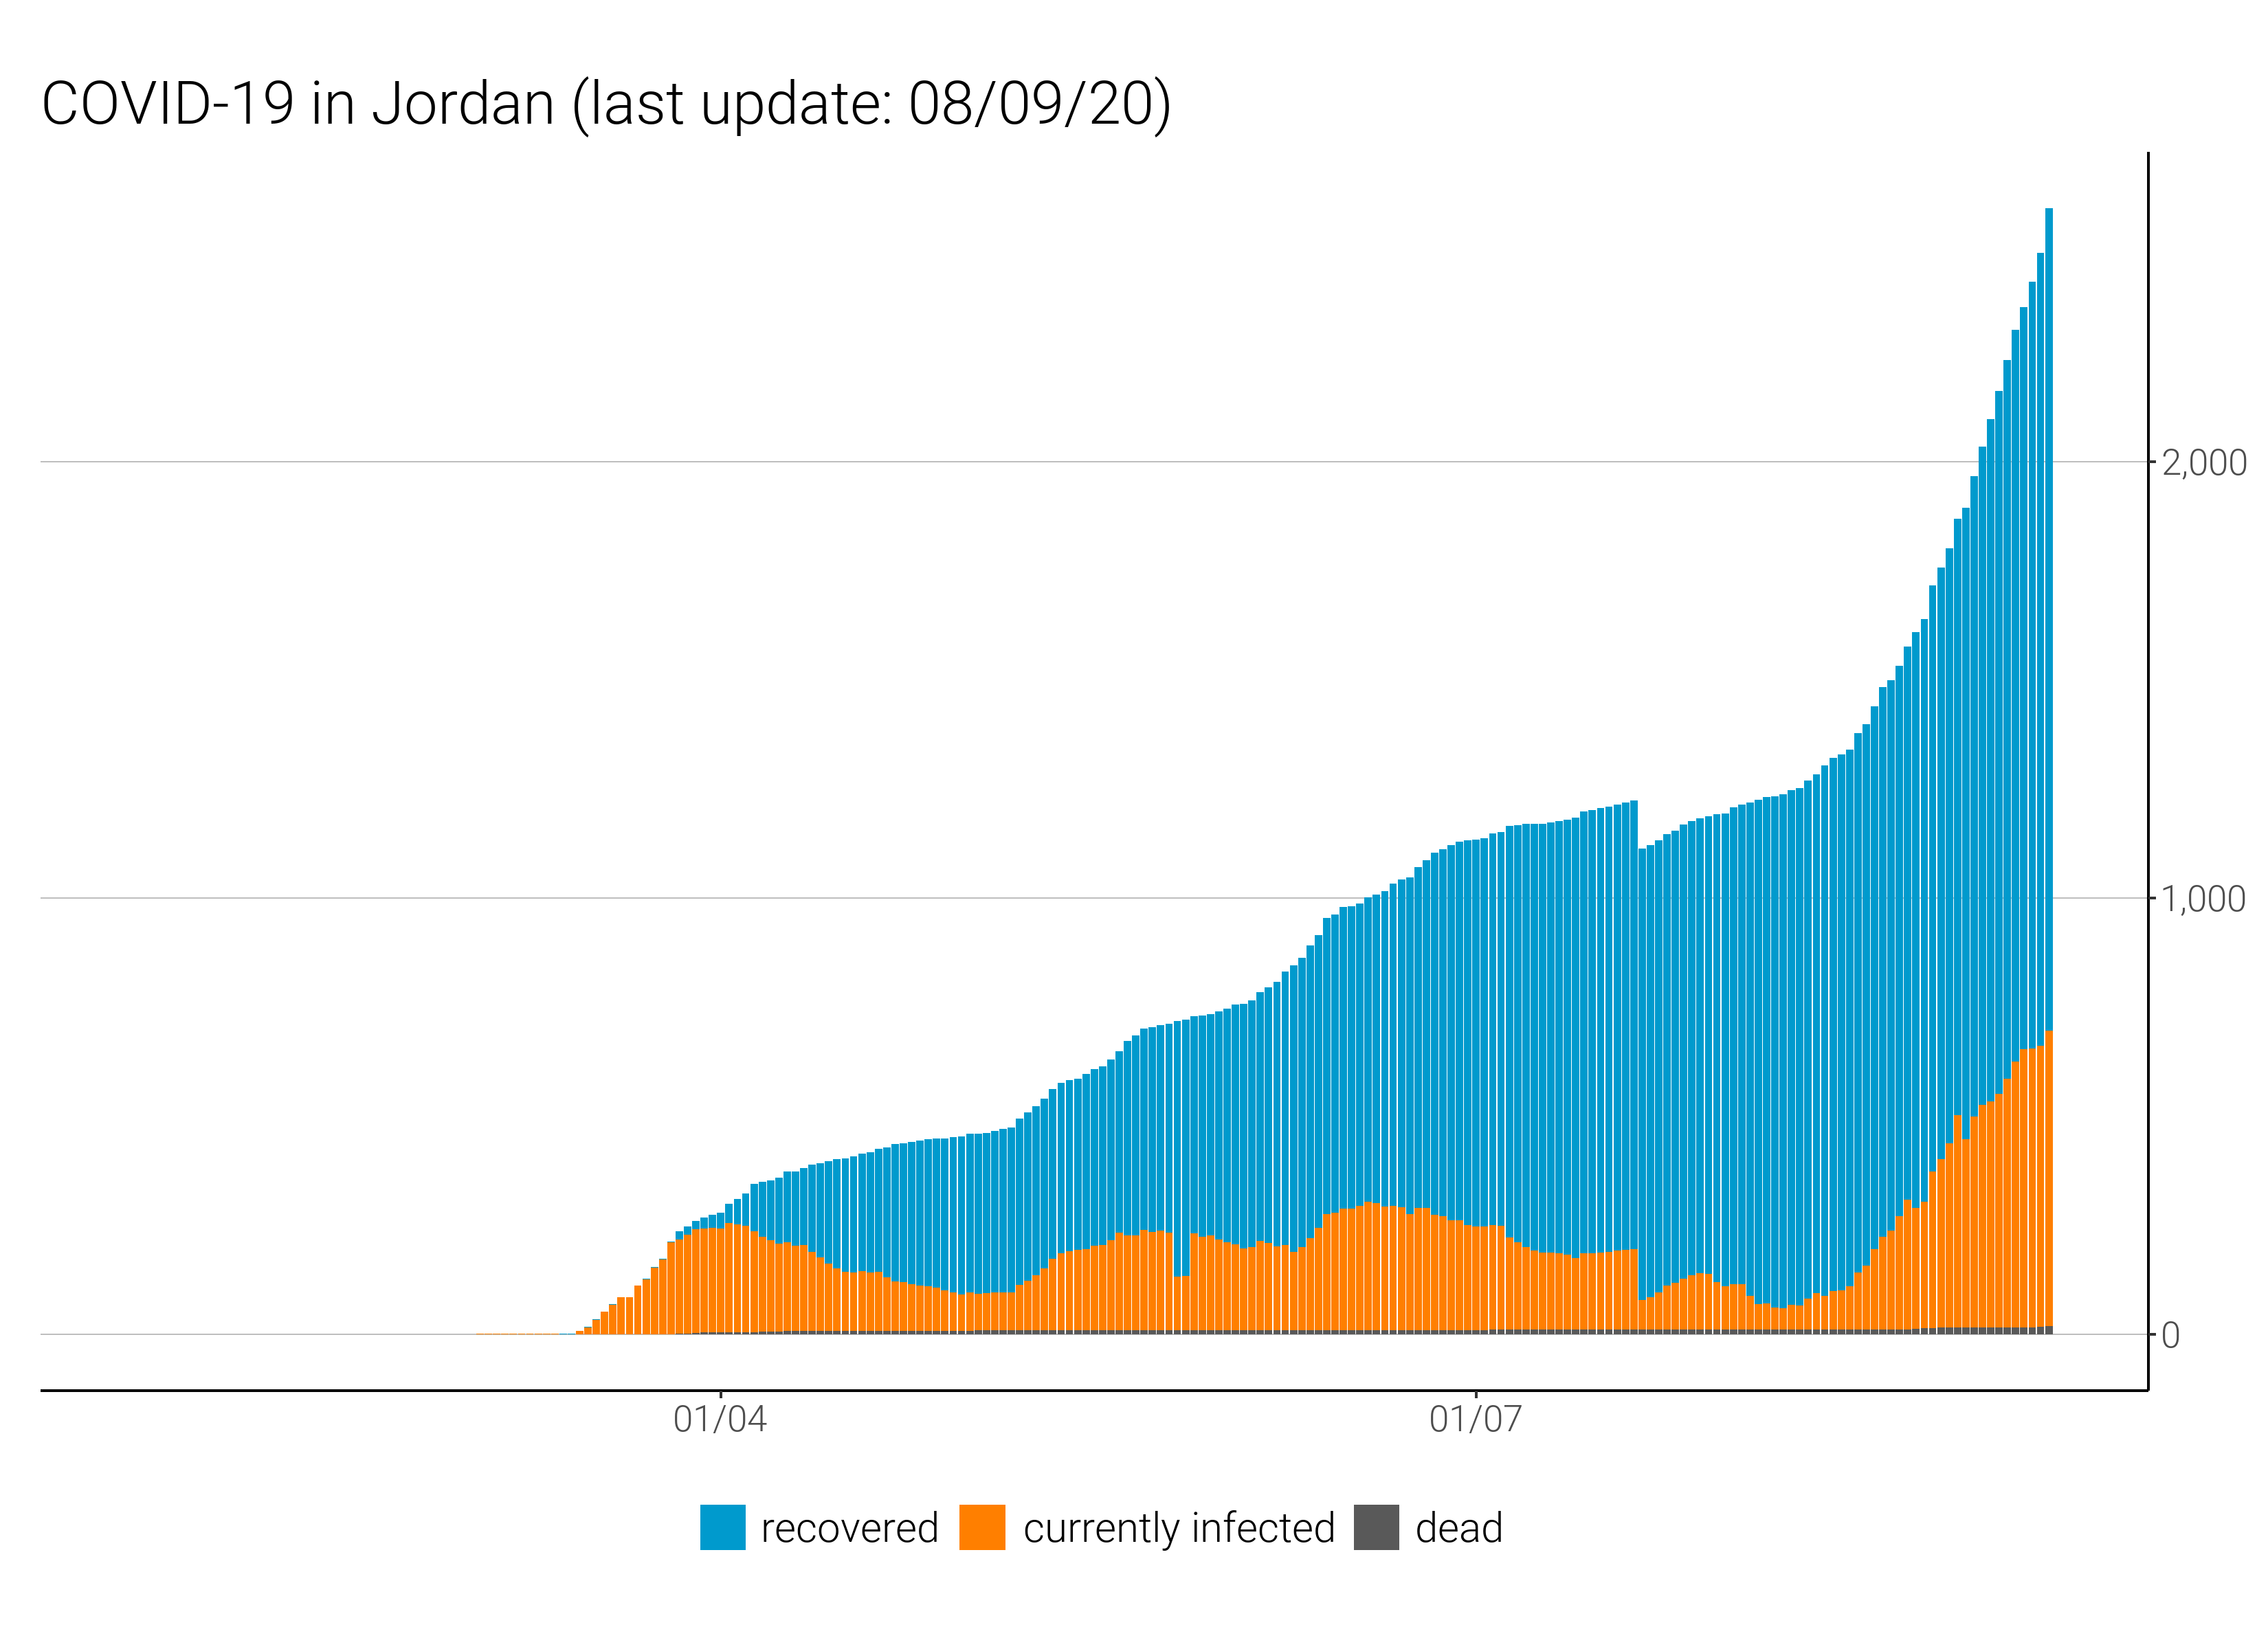 COVID-19 in Jordan (last update: 08/09/20)
2,000
1,000
0
01/04 01/07
recovered currently infected dead